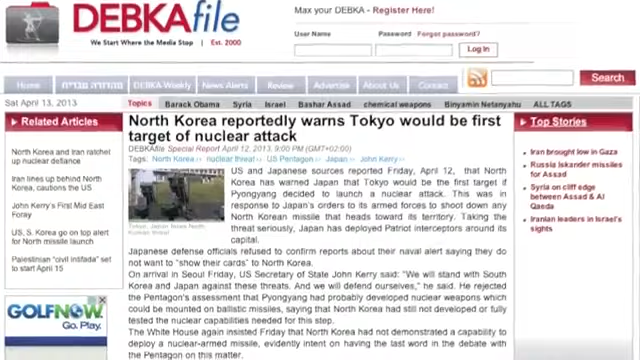 DEBKAfile
We Start Where the Media Stop | Est. 2000
Max your DEBKA - Register Here!
User Name Password Forgot password?
Log In
Home מהדורה עברית DEBKA-Weekly News Alerts Review Advertise About Us Contact Search
Sat April 13, 2013 Topics Barack Obama Syria Israel Bashar Assad chemical weapons Binyamin Netanyahu ALL TAGS
Related Articles
North Korea and Iran ratchet
up nuclear defiance
Iran lines up behind North
Korea, cautions the US
John Kerry's First Mid East
Foray
US, S. Korea go on top alert
for North missile launch
Palestinian "civil intifada" set
to start April 15
GOLFNOW
Go. Play.
North Korea reportedly warns Tokyo would be first
target of nuclear attack
DEBKAfile Special Report April 12, 2013, 9:00 PM (GMT+02:00)
Tags: North Korea nuclear threat US Pentagon Japan John Kerry
US and Japanese sources reported Friday, April 12, that North
Korea has warned Japan that Tokyo would be the first target if
Pyongyang decided to launch a nuclear attack. This was in
response to Japan's orders to its armed forces to shoot down any
North Korean missile that heads toward its territory. Taking the
threat seriously, Japan has deployed Patriot interceptors around its
capital.
Korean threat
Japanese defense officials refused to confirm reports about their naval alert saying they do
not want to "show their cards" to North Korea.
On arrival in Seoul Friday, US Secretary of State John Kerry said: "We will stand with South
Korea and Japan against these threats. And we will defend ourselves," he said. He rejected
the Pentagon's assessment that Pyongyang had probably developed nuclear weapons which
could be mounted on ballistic missiles, saying that North Korea had still not developed or fully
tested the nuclear capabilities needed for this step.
The White House again insisted Friday that North Korea had not demonstrated a capability to
deploy a nuclear-armed missile, evidently intent on having the last word in the debate with
the Pentagon on this matter.
Top Stories
Iran brought low in Gaza
Russia Iskander missiles
for Assad
Syria on cliff edge
between Assad & Al
Qaeda
Iranian leaders in Israel's
sights